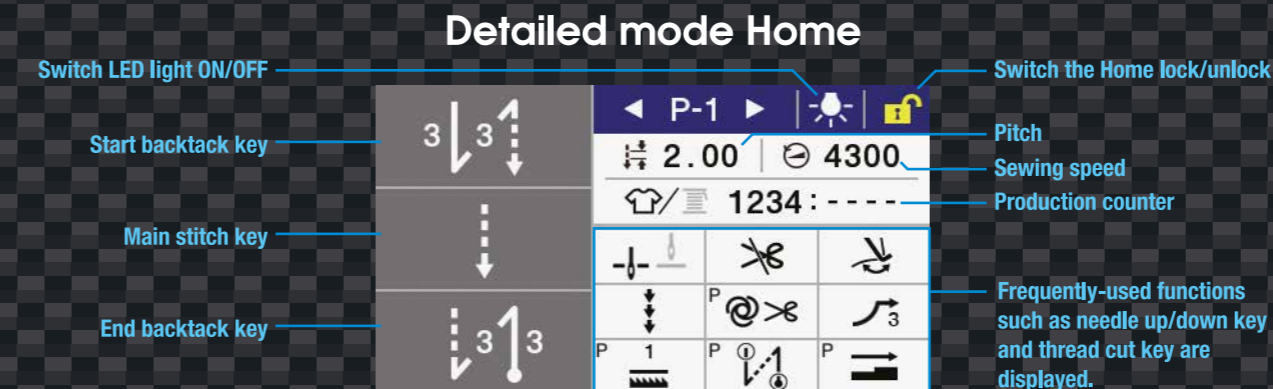 Detailed mode Home
Switch LED light ON/OFF
Switch the Home lock/unlock
P-1
Start backtack key
3 3
Pitch
2.00
4300
Sewing speed
1234:----
Production counter
Main stitch key
Frequently-used functions
such as needle up/down key
and thread cut key are
displayed.
P
3
End backtack key
3 3
P 1
P
P